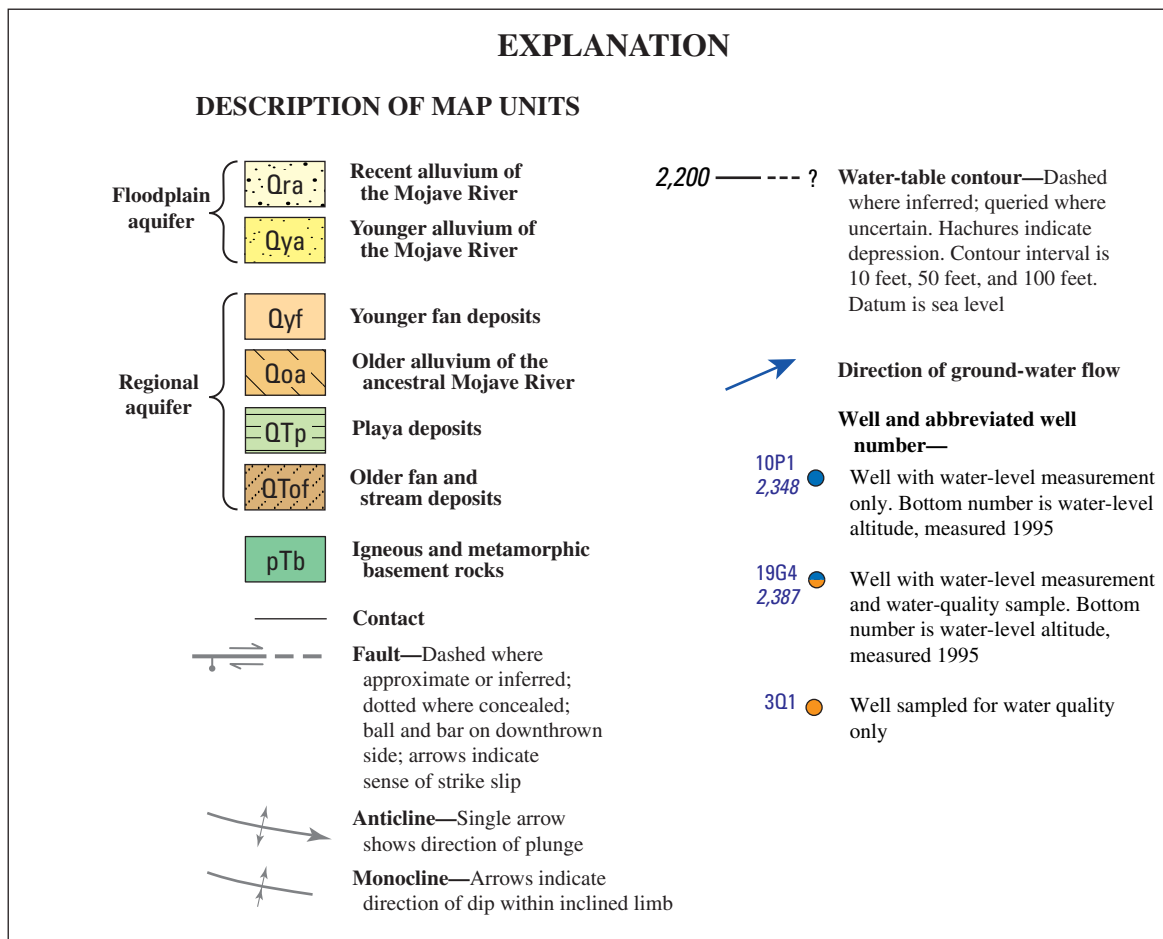 EXPLANATION
DESCRIPTION OF MAP UNITS
Floodplain
aquifer
Qra
Recent alluvium of
the Mojave River
Qya
Younger alluvium of
the Mojave River
Regional
aquifer
Qyf
Younger fan deposits
Qoa
Older alluvium of the
ancestral Mojave River
QTp
Playa deposits
QTof
Older fan and
stream deposits
pTb
Igneous and metamorphic
basement rocks
Contact
Fault—Dashed where
approximate or inferred;
dotted where concealed;
ball and bar on downthrown
side; arrows indicate
sense of strike slip
Anticline—Single arrow
shows direction of plunge
Monocline—Arrows indicate
direction of dip within inclined limb
2,200 ?
Water-table contour—Dashed
where inferred; queried where
uncertain. Hachures indicate
depression. Contour interval is
10 feet, 50 feet, and 100 feet.
Datum is sea level
Direction of ground-water flow
Well and abbreviated well
number—
10P1
2,348
Well with water-level measurement
only. Bottom number is water-level
altitude, measured 1995
19G4
2,387
Well with water-level measurement
and water-quality sample. Bottom
number is water-level altitude,
measured 1995
3Q1
Well sampled for water quality
only